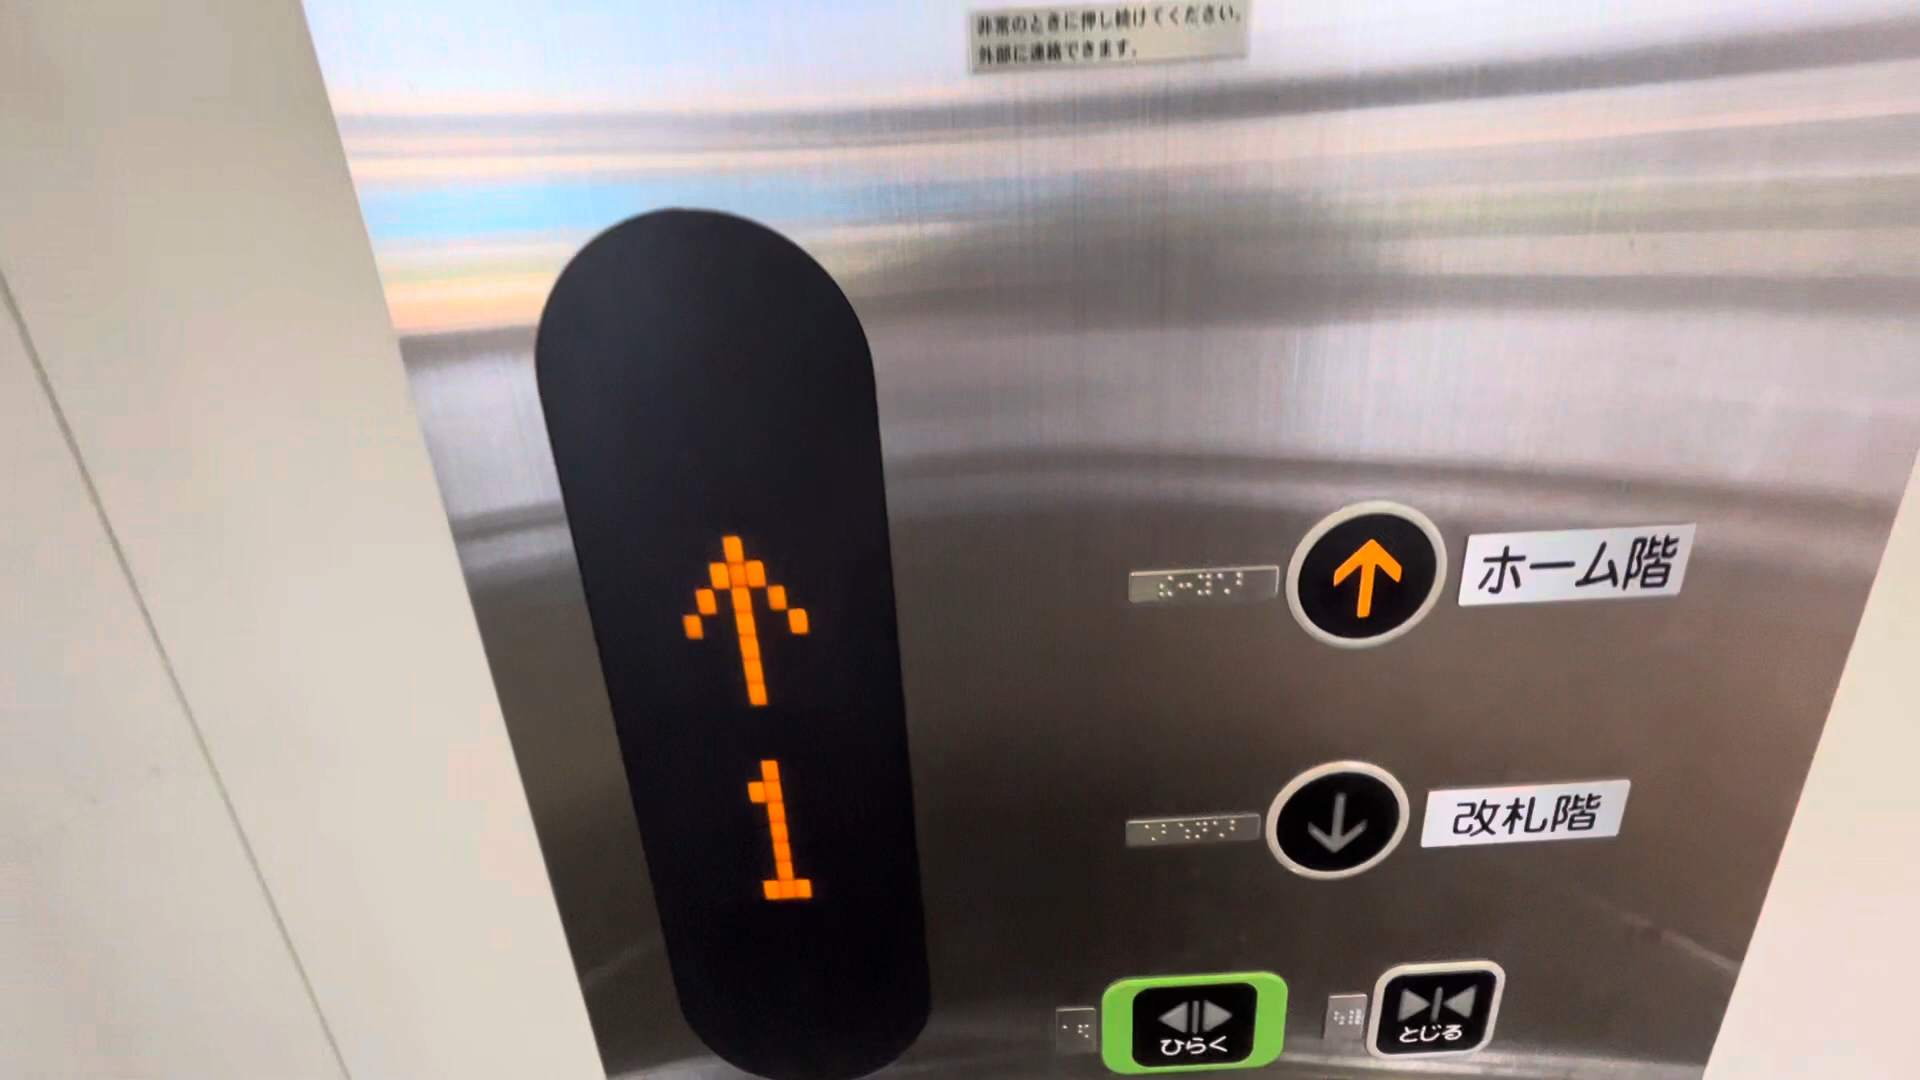 非常のときに押し続けてください。
外部に連絡できます。
↑
1
ホーム階
改札階
ひらく
とじる